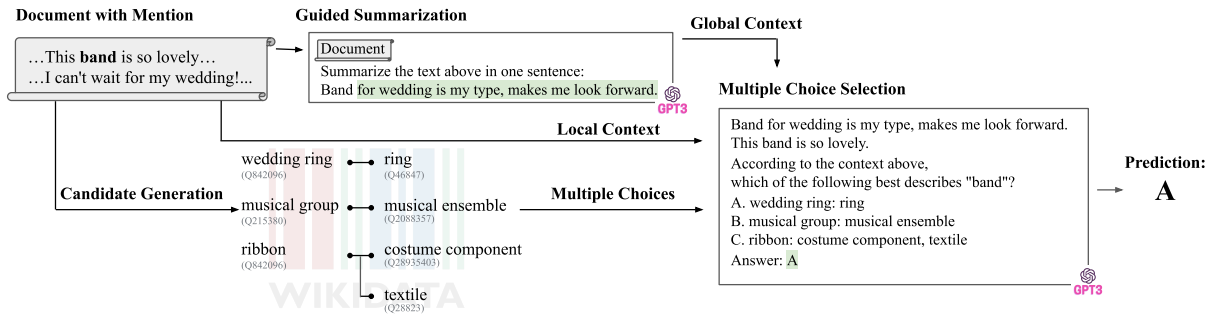 Document with Mention
…This band is so lovely…
…I can't wait for my wedding!...
Guided Summarization
Document
Summarize the text above in one sentence:
Band for wedding is my type, makes me look forward.
GPT3
Global Context
Local Context
Candidate Generation
wedding ring
(Q842096)
ring
(Q46847)
musical group
(Q215380)
musical ensemble
(Q2088357)
ribbon
(Q842096)
costume component
(Q28935403)
textile
(Q28823)
WIKIDATA
Multiple Choices
Multiple Choice Selection
Band for wedding is my type, makes me look forward.
This band is so lovely.
According to the context above,
which of the following best describes "band"?
A. wedding ring: ring
B. musical group: musical ensemble
C. ribbon: costume component, textile
Answer: A
GPT3
Prediction:
A